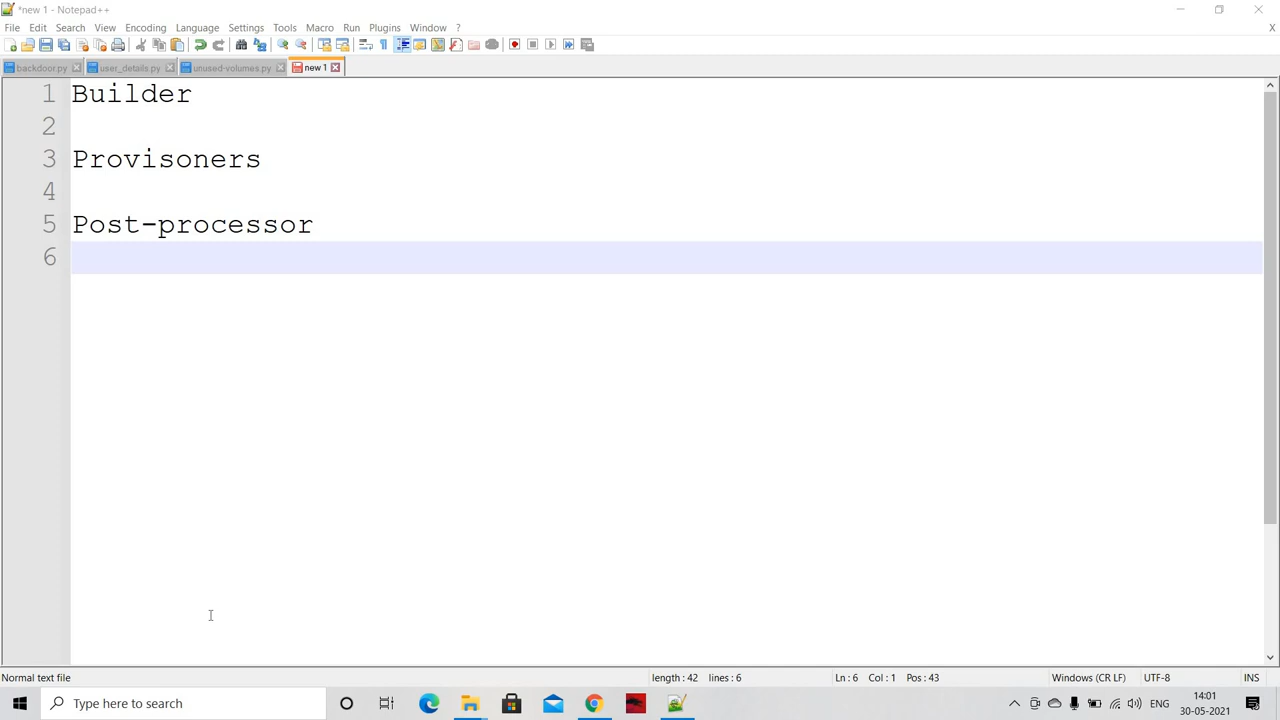 *new 1 - Notepad++
File Edit Search View Encoding Language Settings Tools Macro Run Plugins Window ? X
backdoor.py user_details.py unused-volumes.py new 1
1 Builder
2
3 Provisoners
4
5 Post-processor
6
Normal text file length : 42 lines : 6 Ln : 6 Col : 1 Pos : 43 Windows (CR LF) UTF-8 INS
Type here to search ENG 14:01
30-05-2021